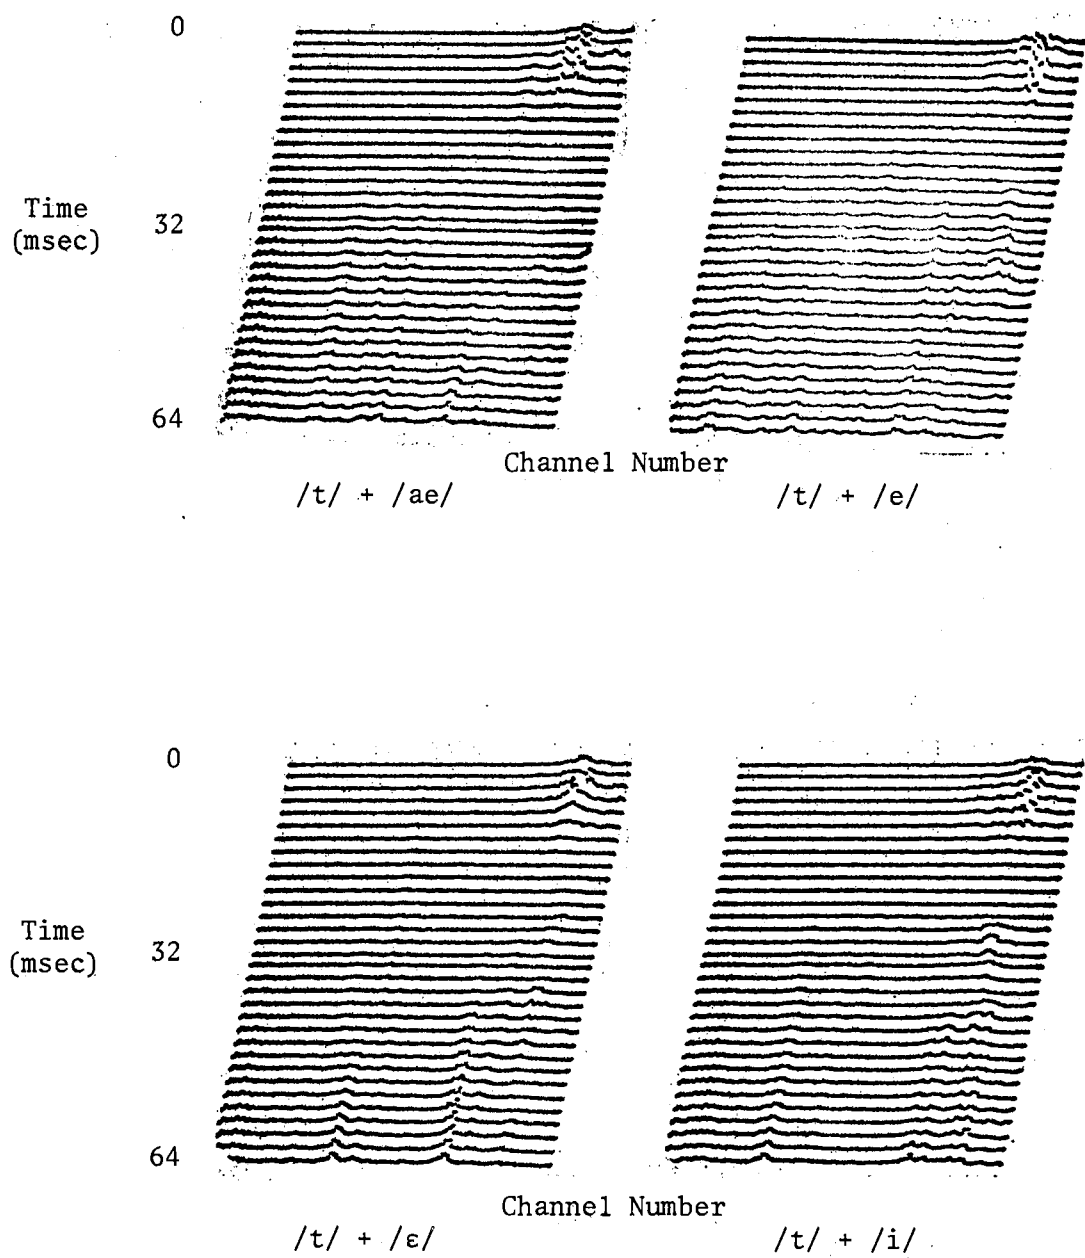 0
Time
(msec)
32
64
Channel Number
/t/ + /ae/
/t/ + /e/
0
Time
(msec)
32
64
Channel Number
/t/ + /ε/
/t/ + /i/